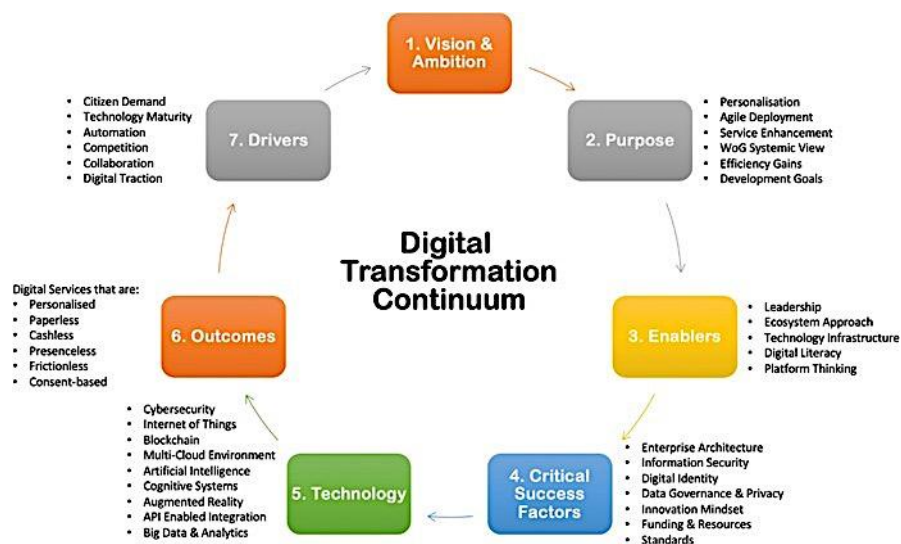 1. Vision &
Ambition
2. Purpose
• Personalisation
• Agile Deployment
• Service Enhancement
• WoG Systemic View
• Efficiency Gains
• Development Goals
3. Enablers
• Leadership
• Ecosystem Approach
• Technology Infrastructure
• Digital Literacy
• Platform Thinking
4. Critical
Success
Factors
• Enterprise Architecture
• Information Security
• Digital Identity
• Data Governance & Privacy
• Innovation Mindset
• Funding & Resources
• Standards
5. Technology
• Cybersecurity
• Internet of Things
• Blockchain
• Multi-Cloud Environment
• Artificial Intelligence
• Cognitive Systems
• Augmented Reality
• API Enabled Integration
• Big Data & Analytics
6. Outcomes
Digital Services that are:
• Personalised
• Paperless
• Cashless
• Presenceless
• Frictionless
• Consent-based
7. Drivers
• Citizen Demand
• Technology Maturity
• Automation
• Competition
• Collaboration
• Digital Traction
Digital
Transformation
Continuum